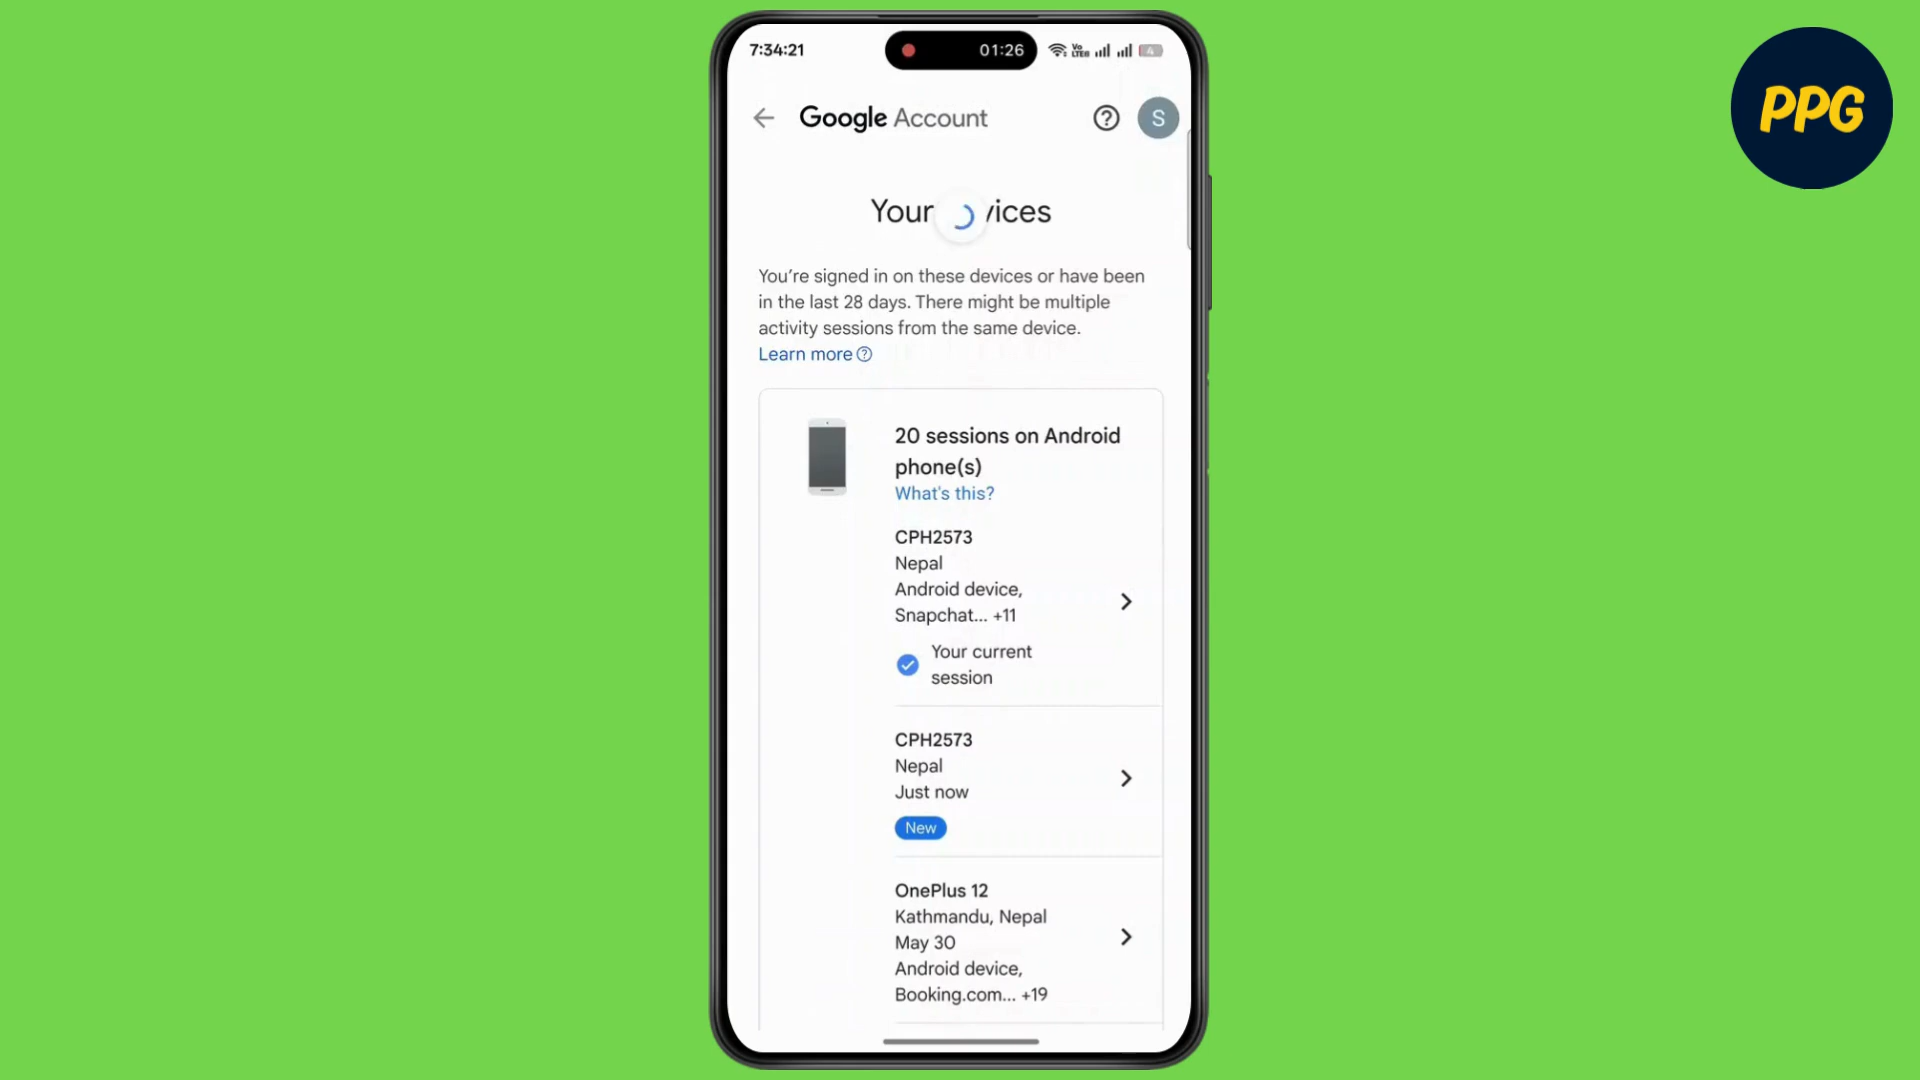 7:34:21
01:26
Vo
LTE
4
PPG
Google Account
S
Your vices
You’re signed in on these devices or have been
in the last 28 days. There might be multiple
activity sessions from the same device.
Learn more
20 sessions on Android
phone(s)
What's this?
CPH2573
Nepal
Android device,
Snapchat... +11
Your current
session
CPH2573
Nepal
Just now
New
OnePlus 12
Kathmandu, Nepal
May 30
Android device,
Booking.com... +19